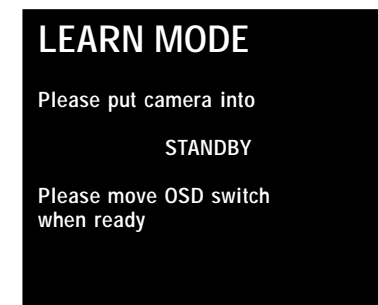 LEARN MODE
Please put camera into
STANDBY
Please move OSD switch
when ready